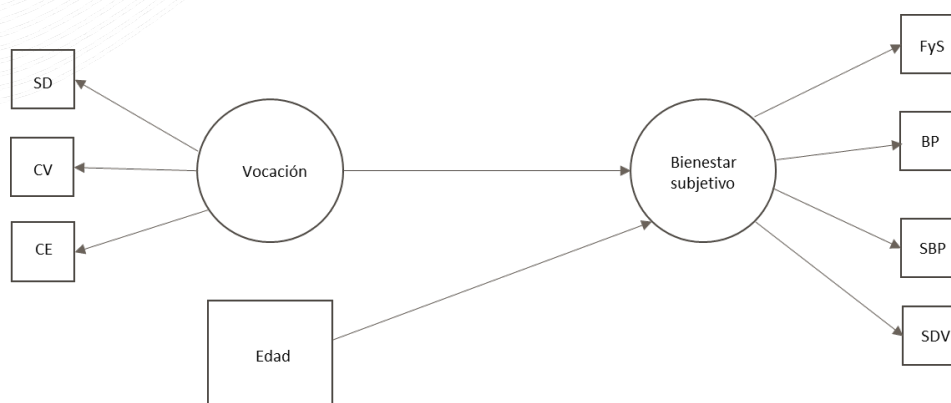 SD
CV
CE
Vocación
Edad
Bienestar
subjetivo
FyS
BP
SBP
SDV